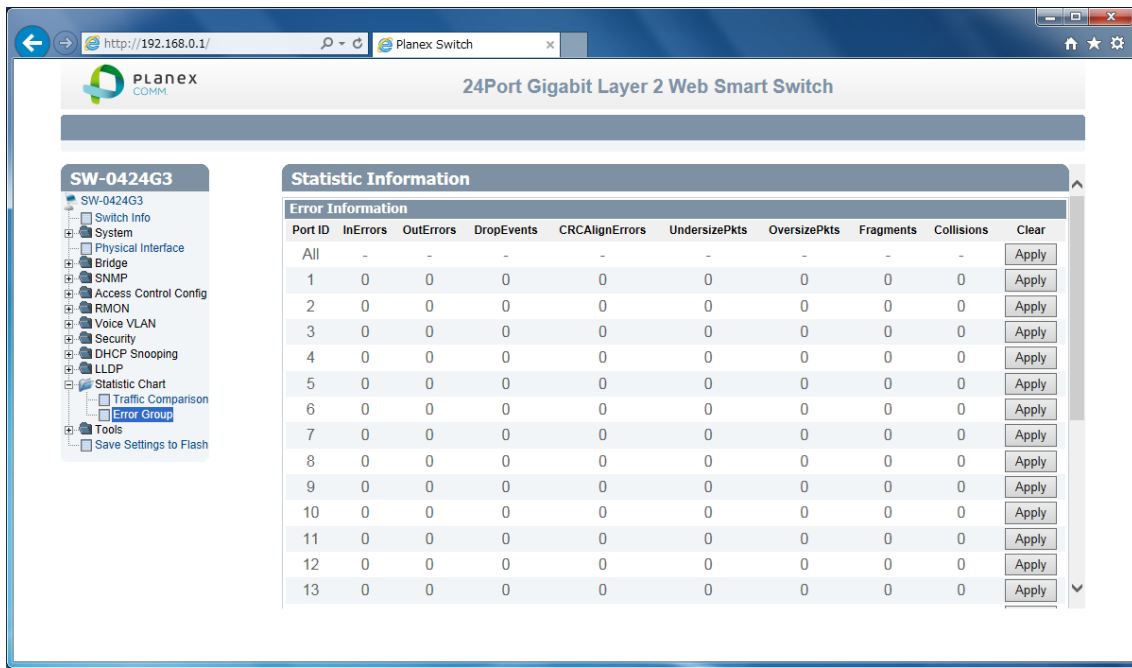 http://192.168.0.1/
Planex Switch
PLANEX
COMM.
24Port Gigabit Layer 2 Web Smart Switch
SW-0424G3
SW-0424G3
Switch Info
System
Physical Interface
Bridge
SNMP
Access Control Config
RMON
Voice VLAN
Security
DHCP Snooping
LLDP
Statistic Chart
Traffic Comparison
Error Group
Tools
Save Settings to Flash
Statistic Information
Error Information
Port ID InErrors OutErrors DropEvents CRCAlignErrors UndersizePkts OversizePkts Fragments Collisions Clear
All - - - - - - - - Apply
1 0 0 0 0 0 0 0 0 Apply
2 0 0 0 0 0 0 0 0 Apply
3 0 0 0 0 0 0 0 0 Apply
4 0 0 0 0 0 0 0 0 Apply
5 0 0 0 0 0 0 0 0 Apply
6 0 0 0 0 0 0 0 0 Apply
7 0 0 0 0 0 0 0 0 Apply
8 0 0 0 0 0 0 0 0 Apply
9 0 0 0 0 0 0 0 0 Apply
10 0 0 0 0 0 0 0 0 Apply
11 0 0 0 0 0 0 0 0 Apply
12 0 0 0 0 0 0 0 0 Apply
13 0 0 0 0 0 0 0 0 Apply